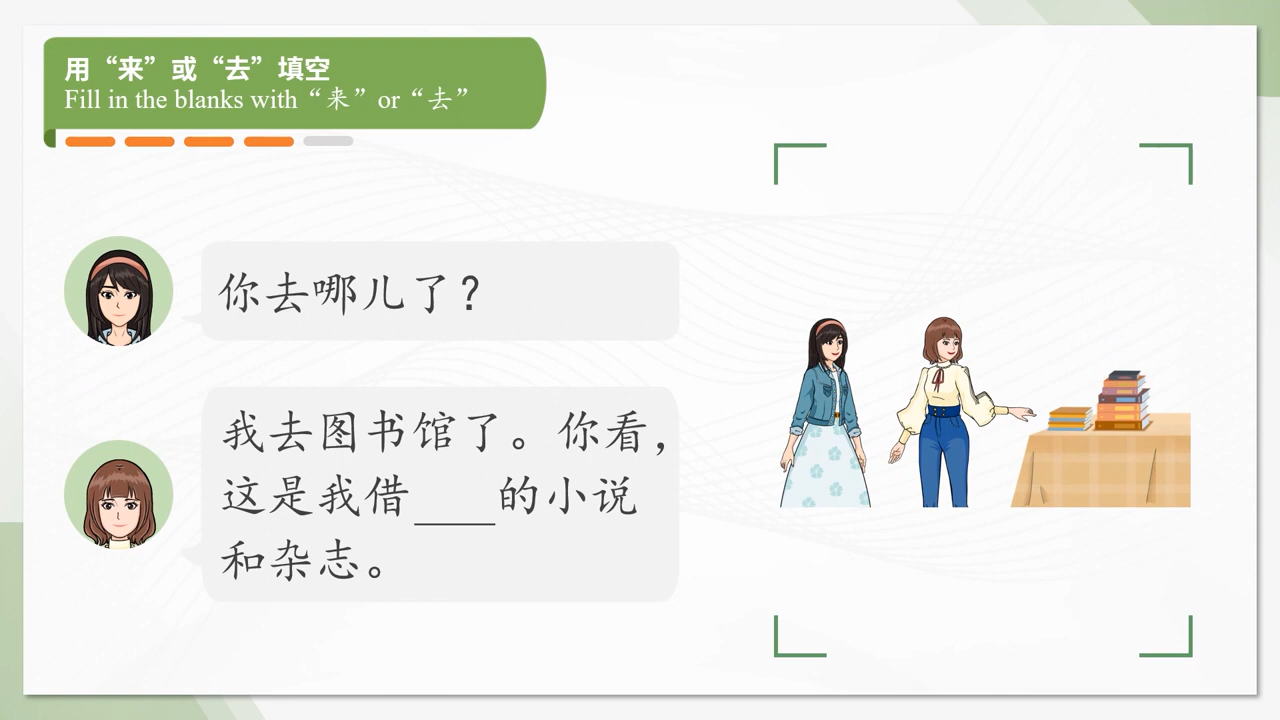 用“来”或“去”填空
Fill in the blanks with“来”or“去”
你去哪儿了？
我去图书馆了。你看，
这是我借____的小说
和杂志。